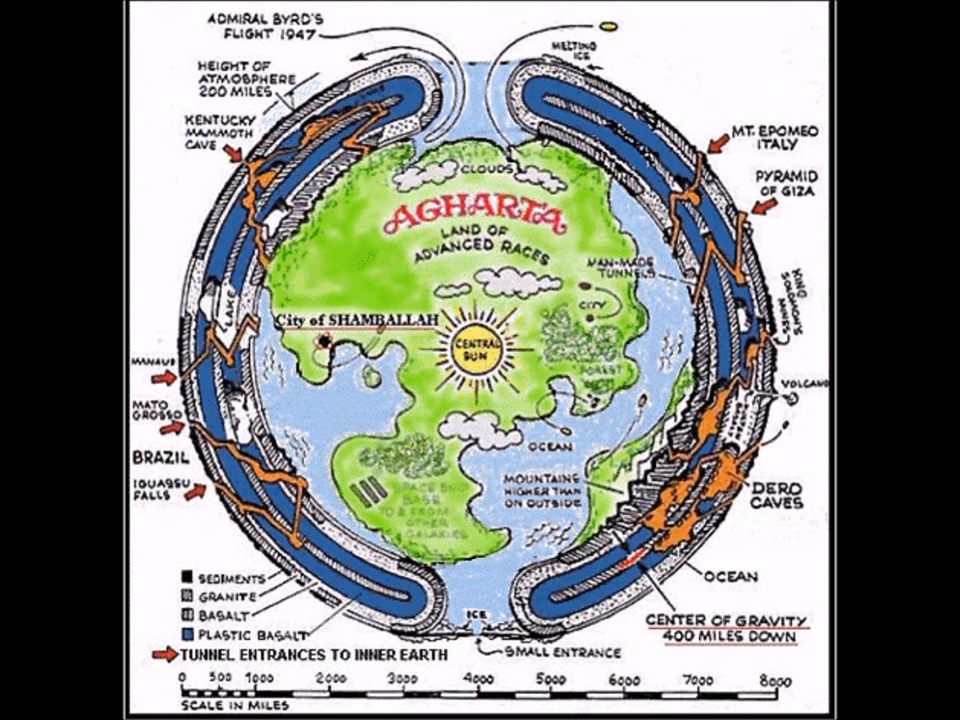 ADMIRAL BYRD'S
FLIGHT 1947
MELTING
ICE
HEIGHT OF
ATMOSPHERE
200 MILES
KENTUCKY
MAMMOTH
CAVE
MT. EPOMEO
ITALY
PYRAMID
OF GIZA
CLOUDS
AGHARTA
LAND OF
ADVANCED RACES
MAN-MADE
TUNNELS
CITY
KING
SOLOMON'S
MINES
LAKE
City of SHAMBALLAH
CENTRAL
SUN
MANAUS
FOREST
VOLCANO
MATO
GROSSO
BRAZIL
IGUASSU
FALLS
OCEAN
MOUNTAINS
HIGHER THAN
ON OUTSIDE
SPACE
BASE
TO & FROM
OTHER
GALAXIES
DERO
CAVES
OCEAN
SEDIMENTS
GRANITE
BASALT
PLASTIC BASALT
ICE
CENTER OF GRAVITY
400 MILES DOWN
TUNNEL ENTRANCES TO INNER EARTH
SMALL ENTRANCE
0 500 1000 2000 3000 4000 5000 6000 7000 8000
SCALE IN MILES